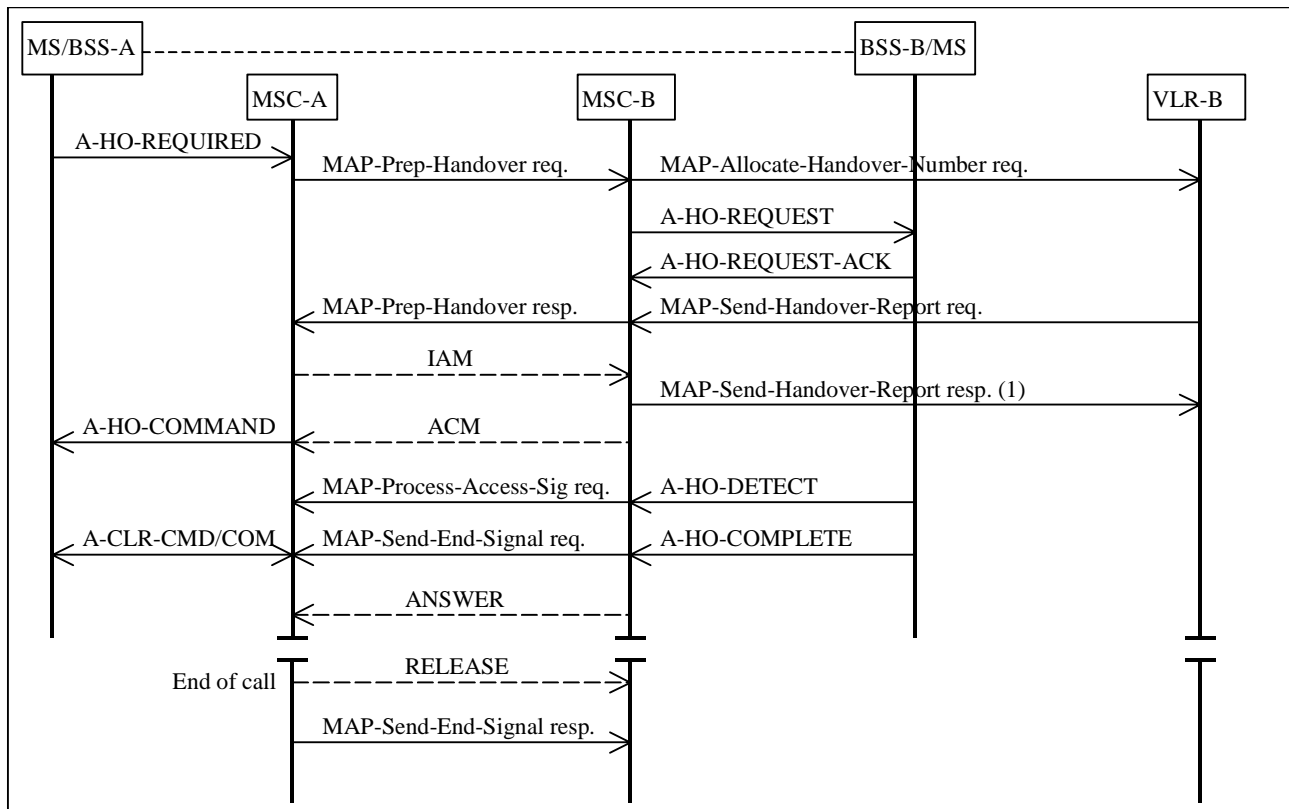 MS/BSS-A
BSS-B/MS
MSC-A
MSC-B
VLR-B
A-HO-REQUIRED
MAP-Prep-Handover req.
MAP-Allocate-Handover-Number req.
A-HO-REQUEST
A-HO-REQUEST-ACK
MAP-Prep-Handover resp.
MAP-Send-Handover-Report req.
IAM
MAP-Send-Handover-Report resp. (1)
A-HO-COMMAND
ACM
MAP-Process-Access-Sig req.
A-HO-DETECT
A-CLR-CMD/COM
MAP-Send-End-Signal req.
A-HO-COMPLETE
ANSWER
RELEASE
End of call
MAP-Send-End-Signal resp.